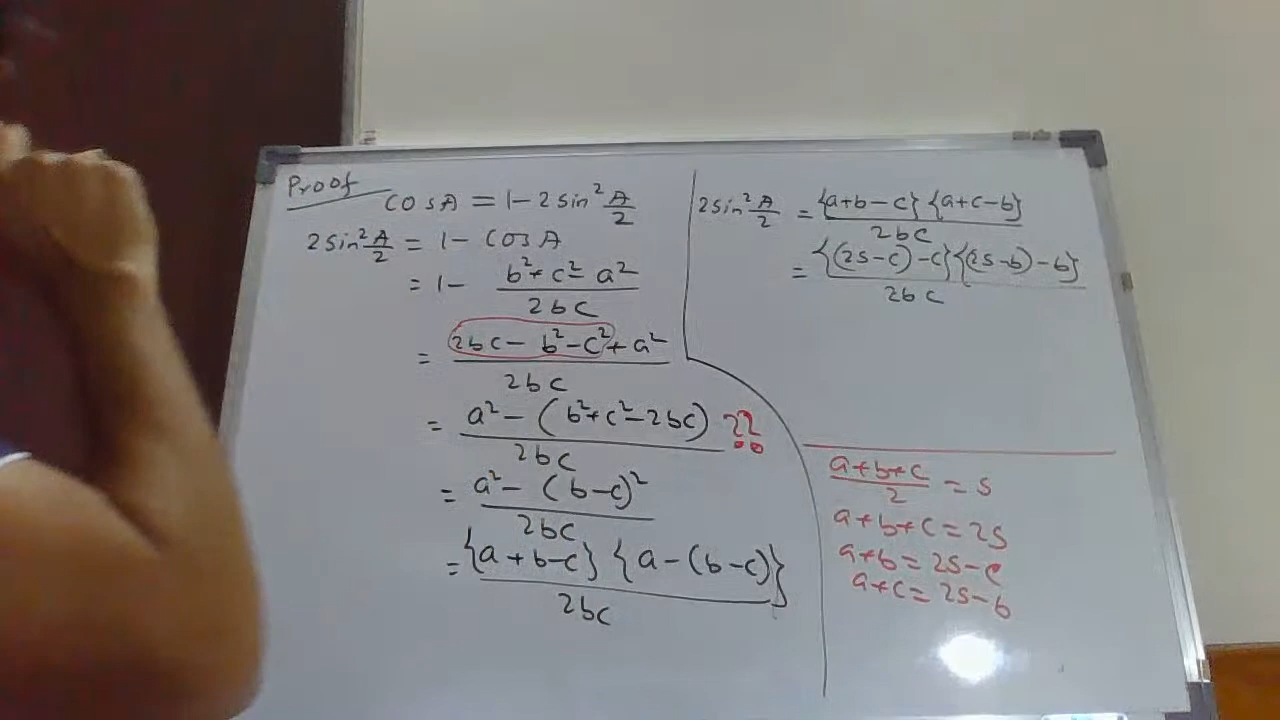 Proof
cos A = 1 - 2 sin² A/2
2 sin² A/2 = 1 - cos A
= 1 - (b² + c² - a²)/2bc
= (2bc - b² - c² + a²)/2bc
= (a² - (b² + c² - 2bc))/2bc ??
= (a² - (b - c)²)/2bc
= {a + b - c} {a - (b - c)}/2bc
2 sin² A/2 = {a + b - c} {a + c - b}/2bc
= {(2s - c) - c}{(2s - b) - b}/2bc
(a + b + c)/2 = s
a + b + c = 2s
a + b = 2s - c
a + c = 2s - b